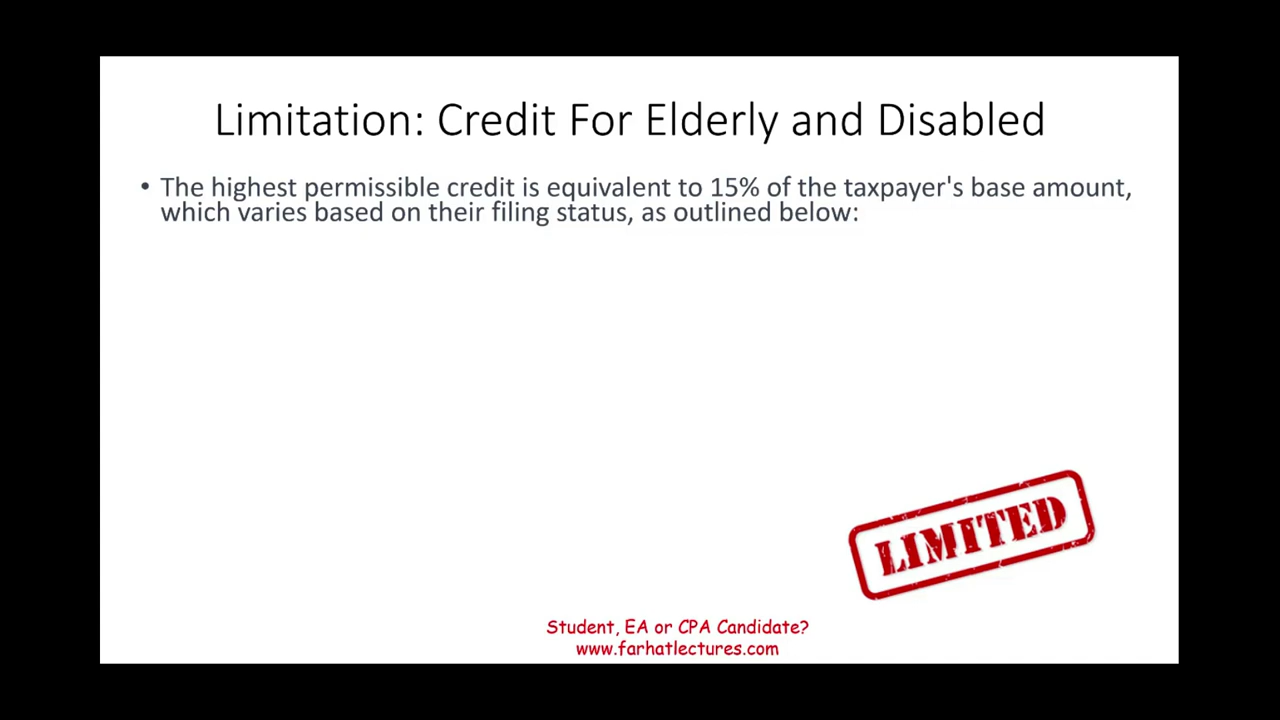 Limitation: Credit For Elderly and Disabled
• The highest permissible credit is equivalent to 15% of the taxpayer's base amount,
which varies based on their filing status, as outlined below:
LIMITED
Student, EA or CPA Candidate?
www.farhatlectures.com